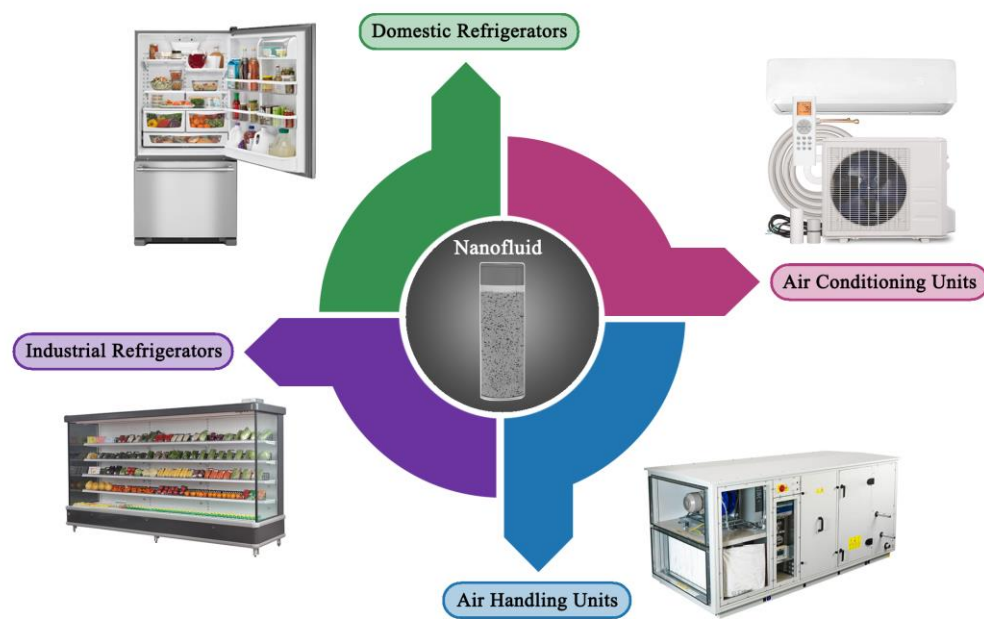 Domestic Refrigerators
Nanofluid
Air Conditioning Units
Industrial Refrigerators
Air Handling Units